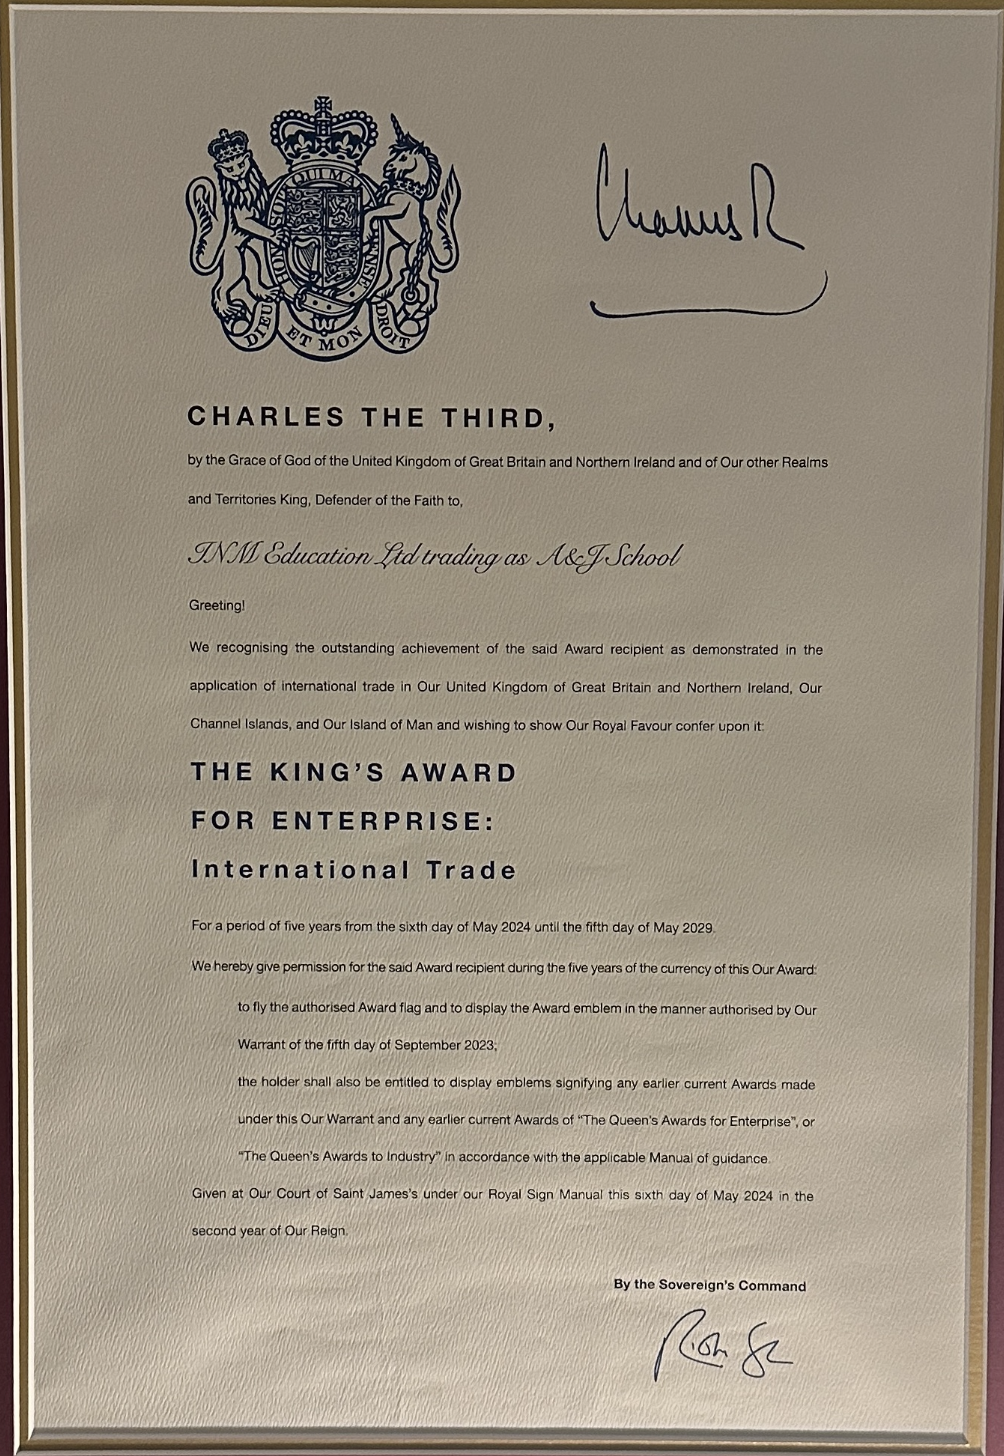 Charles R
HONI SOIT QUI MAL Y PENSE
DIEU ET MON DROIT
CHARLES THE THIRD,
by the Grace of God of the United Kingdom of Great Britain and Northern Ireland and of Our other Realms
and Territories King, Defender of the Faith to,
INM Education Ltd trading as A&J School
Greeting!
We recognising the outstanding achievement of the said Award recipient as demonstrated in the
application of international trade in Our United Kingdom of Great Britain and Northern Ireland, Our
Channel Islands, and Our Island of Man and wishing to show Our Royal Favour confer upon it:
THE KING'S AWARD
FOR ENTERPRISE:
International Trade
For a period of five years from the sixth day of May 2024 until the fifth day of May 2029.
We hereby give permission for the said Award recipient during the five years of the currency of this Our Award:
to fly the authorised Award flag and to display the Award emblem in the manner authorised by Our
Warrant of the fifth day of September 2023;
the holder shall also be entitled to display emblems signifying any earlier current Awards made
under this Our Warrant and any earlier current Awards of “The Queen's Awards for Enterprise”, or
“The Queen's Awards to Industry” in accordance with the applicable Manual of guidance.
Given at Our Court of Saint James's under our Royal Sign Manual this sixth day of May 2024 in the
second year of Our Reign.
By the Sovereign's Command